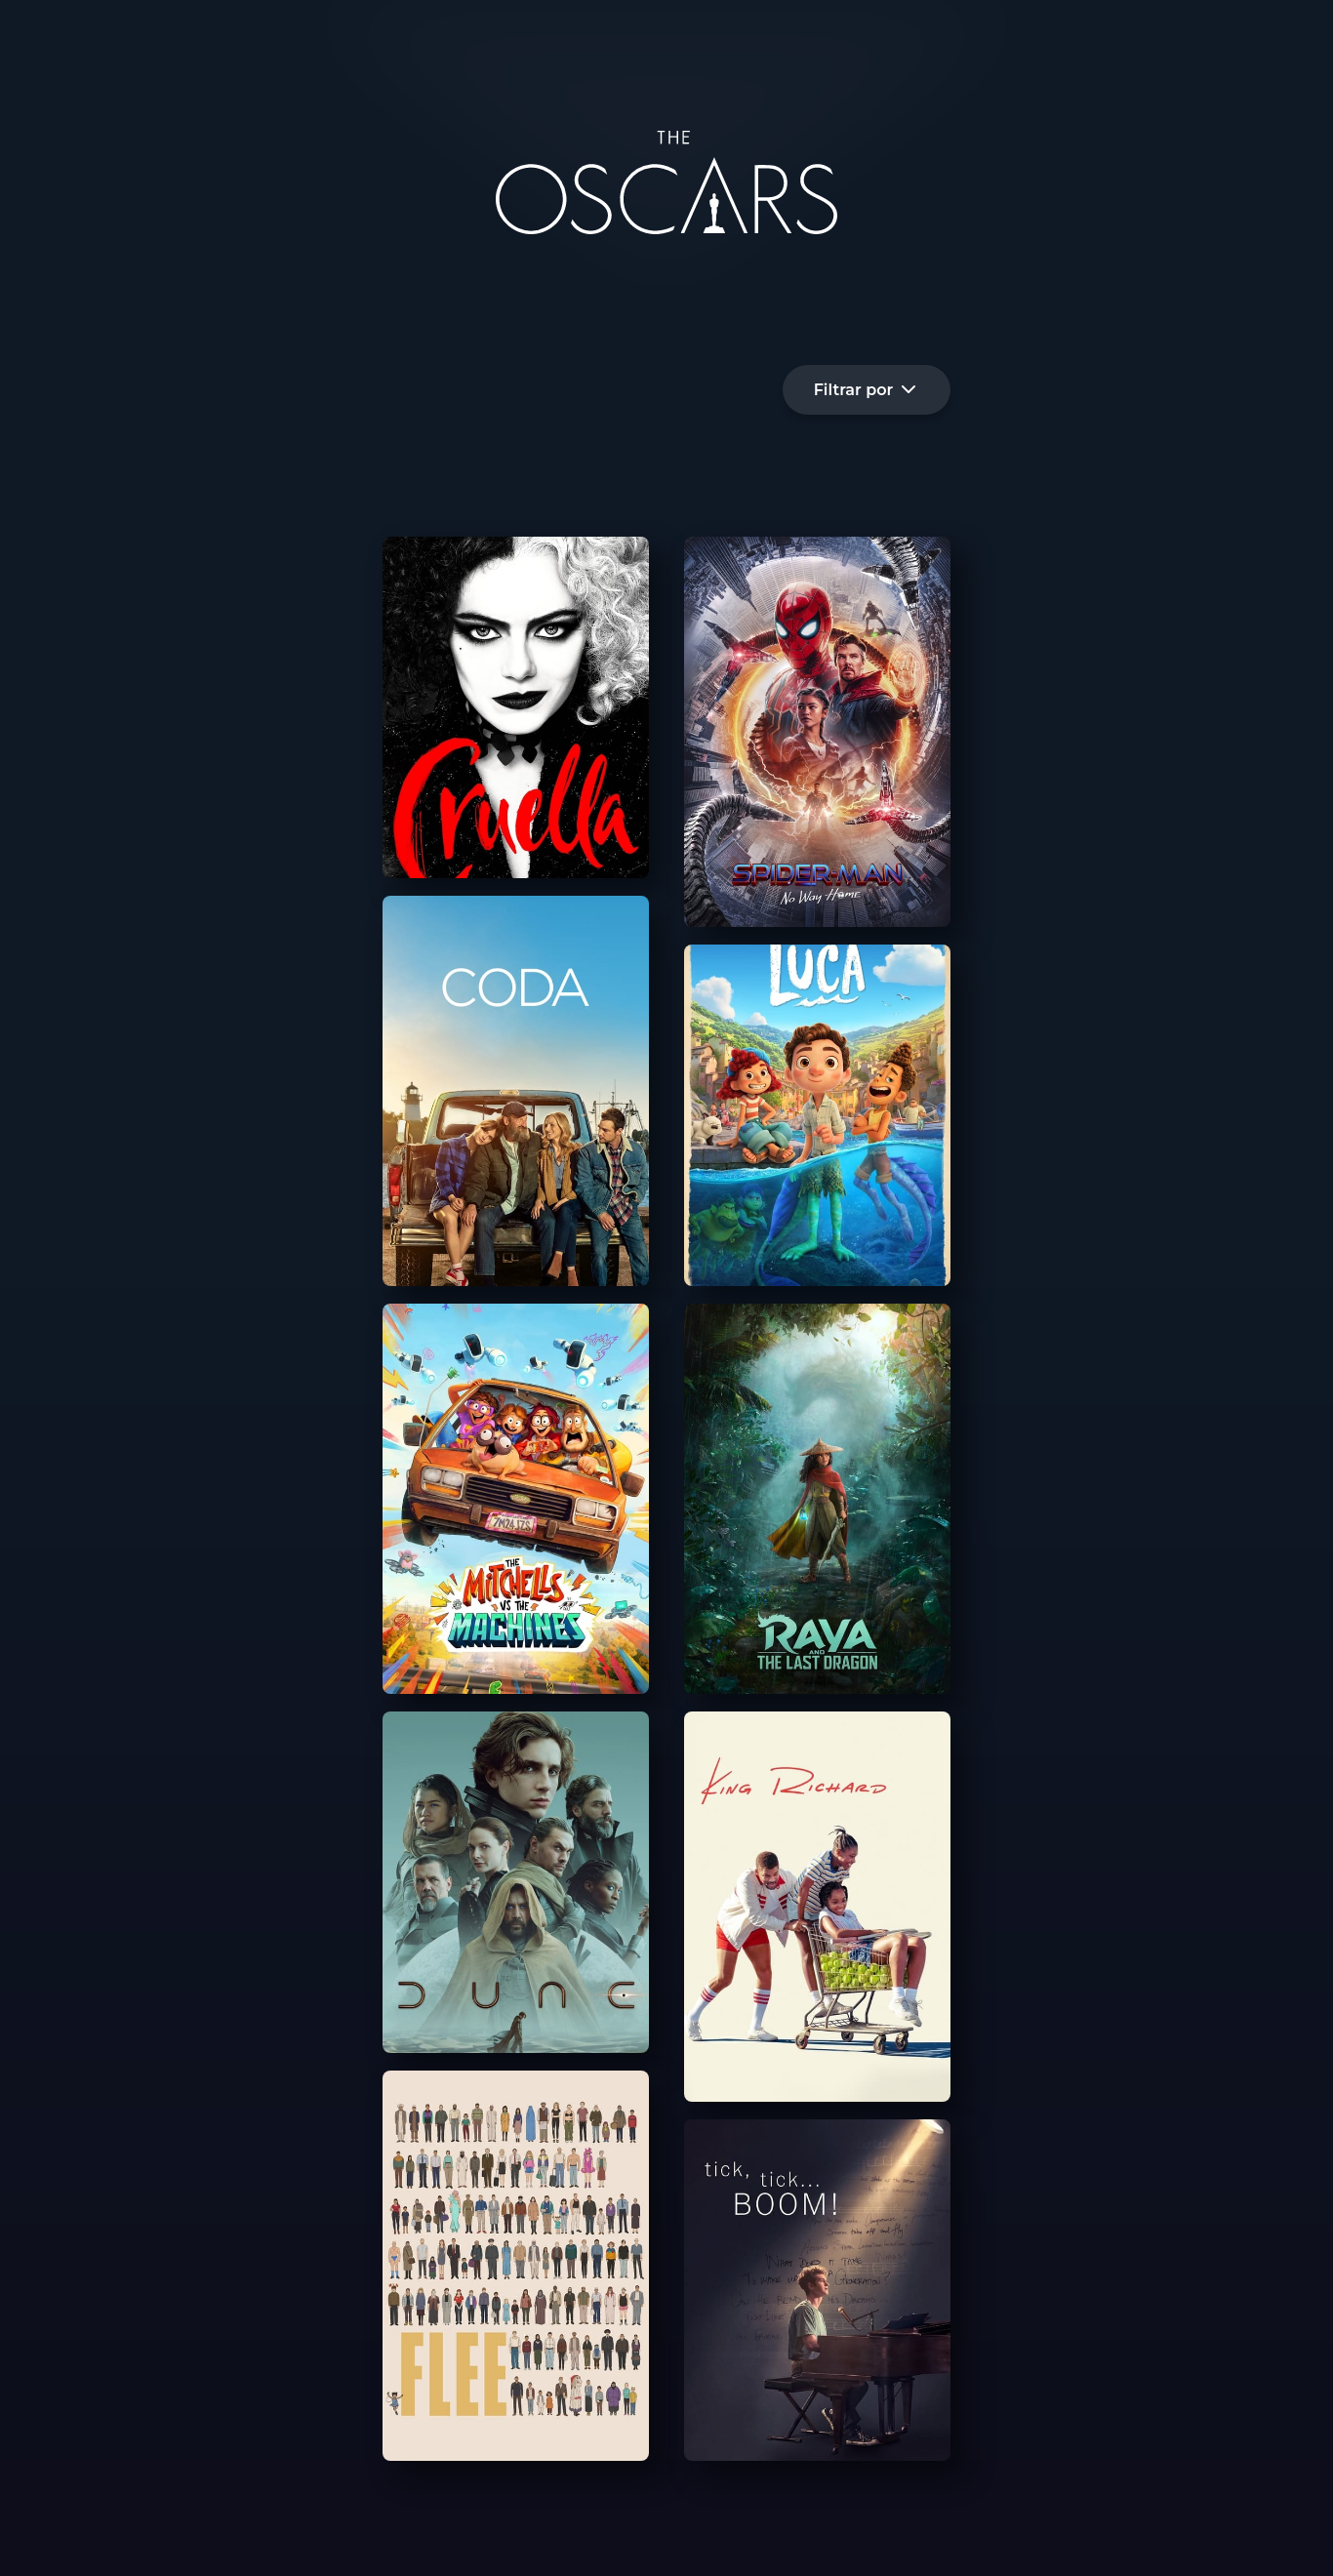 THE
OSCARS
Filtrar por
Cruella
SPIDER-MAN
No Way Home
CODA
LUCA
THE
MITCHELLS
VS THE
MACHINES
RAYA
AND
THE LAST DRAGON
DUNE
KING RICHARD
FLEE
tick, tick...
BOOM!